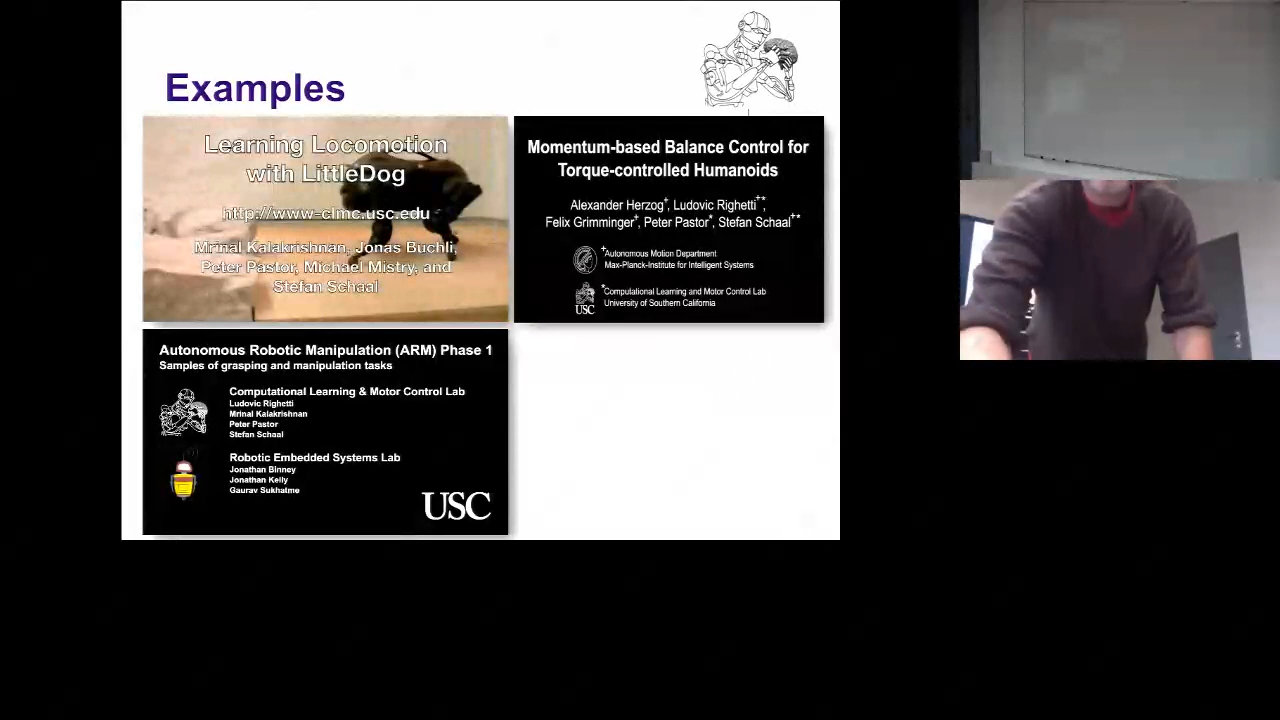 Examples
Learning Locomotion
with LittleDog
http://www-clmc.usc.edu
Mrinal Kalakrishnan, Jonas Buchli,
Peter Pastor, Michael Mistry, and
Stefan Schaal
Momentum-based Balance Control for
Torque-controlled Humanoids
Alexander Herzog⁺, Ludovic Righetti⁺*,
Felix Grimminger⁺, Peter Pastor*, Stefan Schaal⁺*
⁺Autonomous Motion Department
Max-Planck-Institute for Intelligent Systems
*Computational Learning and Motor Control Lab
University of Southern California
USC
Autonomous Robotic Manipulation (ARM) Phase 1
Samples of grasping and manipulation tasks
Computational Learning & Motor Control Lab
Ludovic Righetti
Mrinal Kalakrishnan
Peter Pastor
Stefan Schaal
Robotic Embedded Systems Lab
Jonathan Binney
Jonathan Kelly
Gaurav Sukhatme
USC